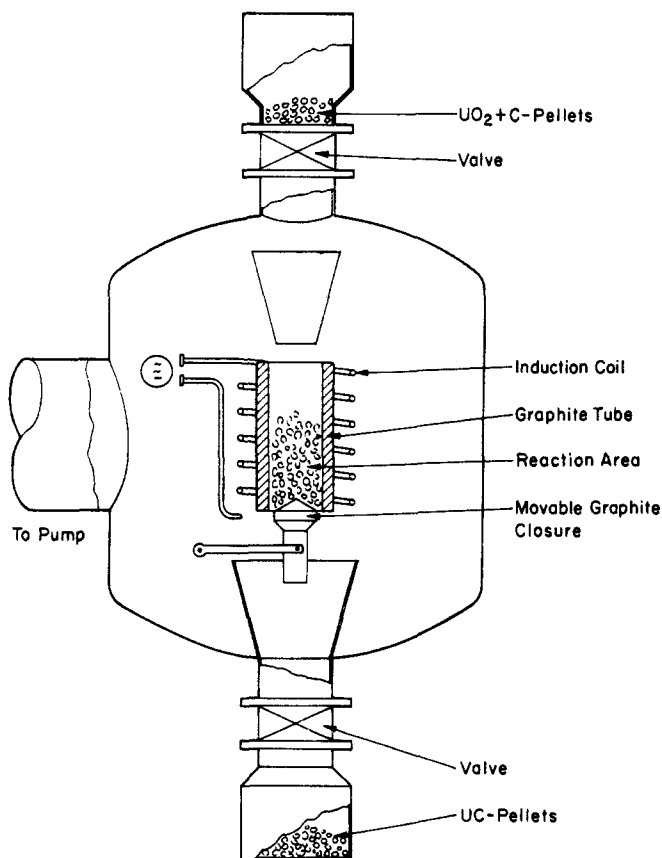 UO₂+C-Pellets
Valve
Induction Coil
Graphite Tube
Reaction Area
Movable Graphite
Closure
To Pump
Valve
UC-Pellets